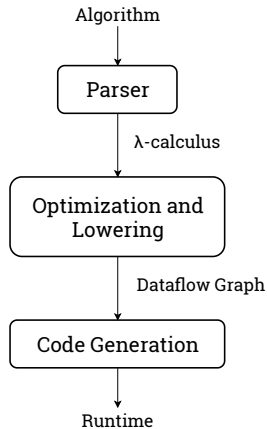 Algorithm
Parser
λ-calculus
Optimization and
Lowering
Dataflow Graph
Code Generation
Runtime